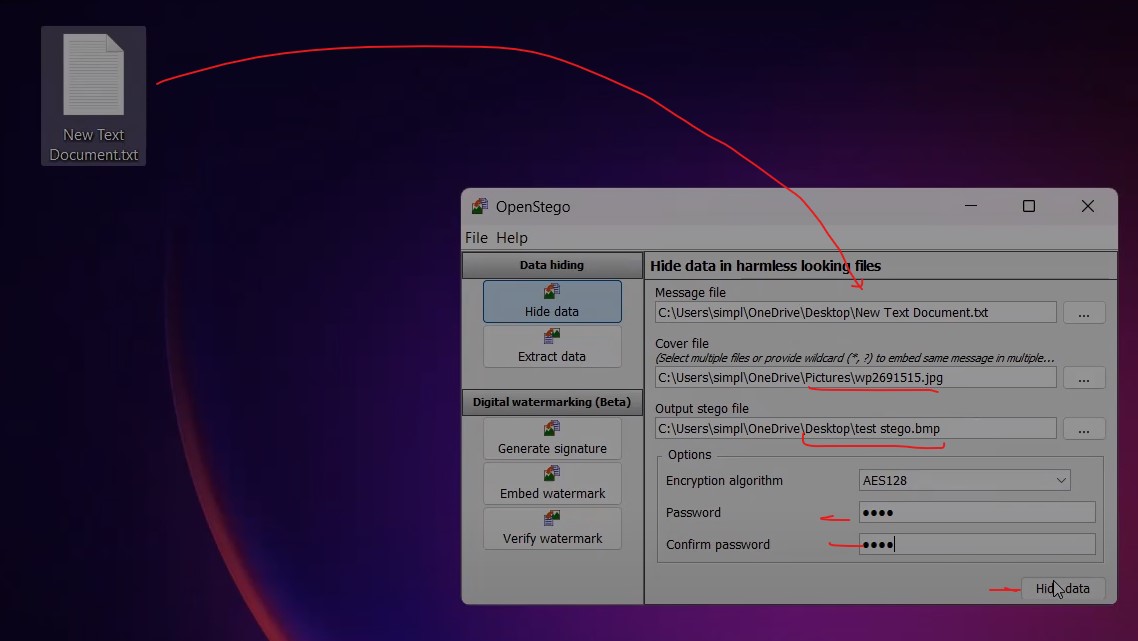 New Text
Document.txt
OpenStego
File Help
Data hiding
Hide data
Extract data
Digital watermarking (Beta)
Generate signature
Embed watermark
Verify watermark
Hide data in harmless looking files
Message file
C:\Users\simpl\OneDrive\Desktop\New Text Document.txt
...
Cover file
(Select multiple files or provide wildcard (*, ?) to embed same message in multiple...
C:\Users\simpl\OneDrive\Pictures\wp2691515.jpg
...
Output stego file
C:\Users\simpl\OneDrive\Desktop\test stego.bmp
...
Options
Encryption algorithm
AES128
Password
●●●●
Confirm password
●●●●
Hide data